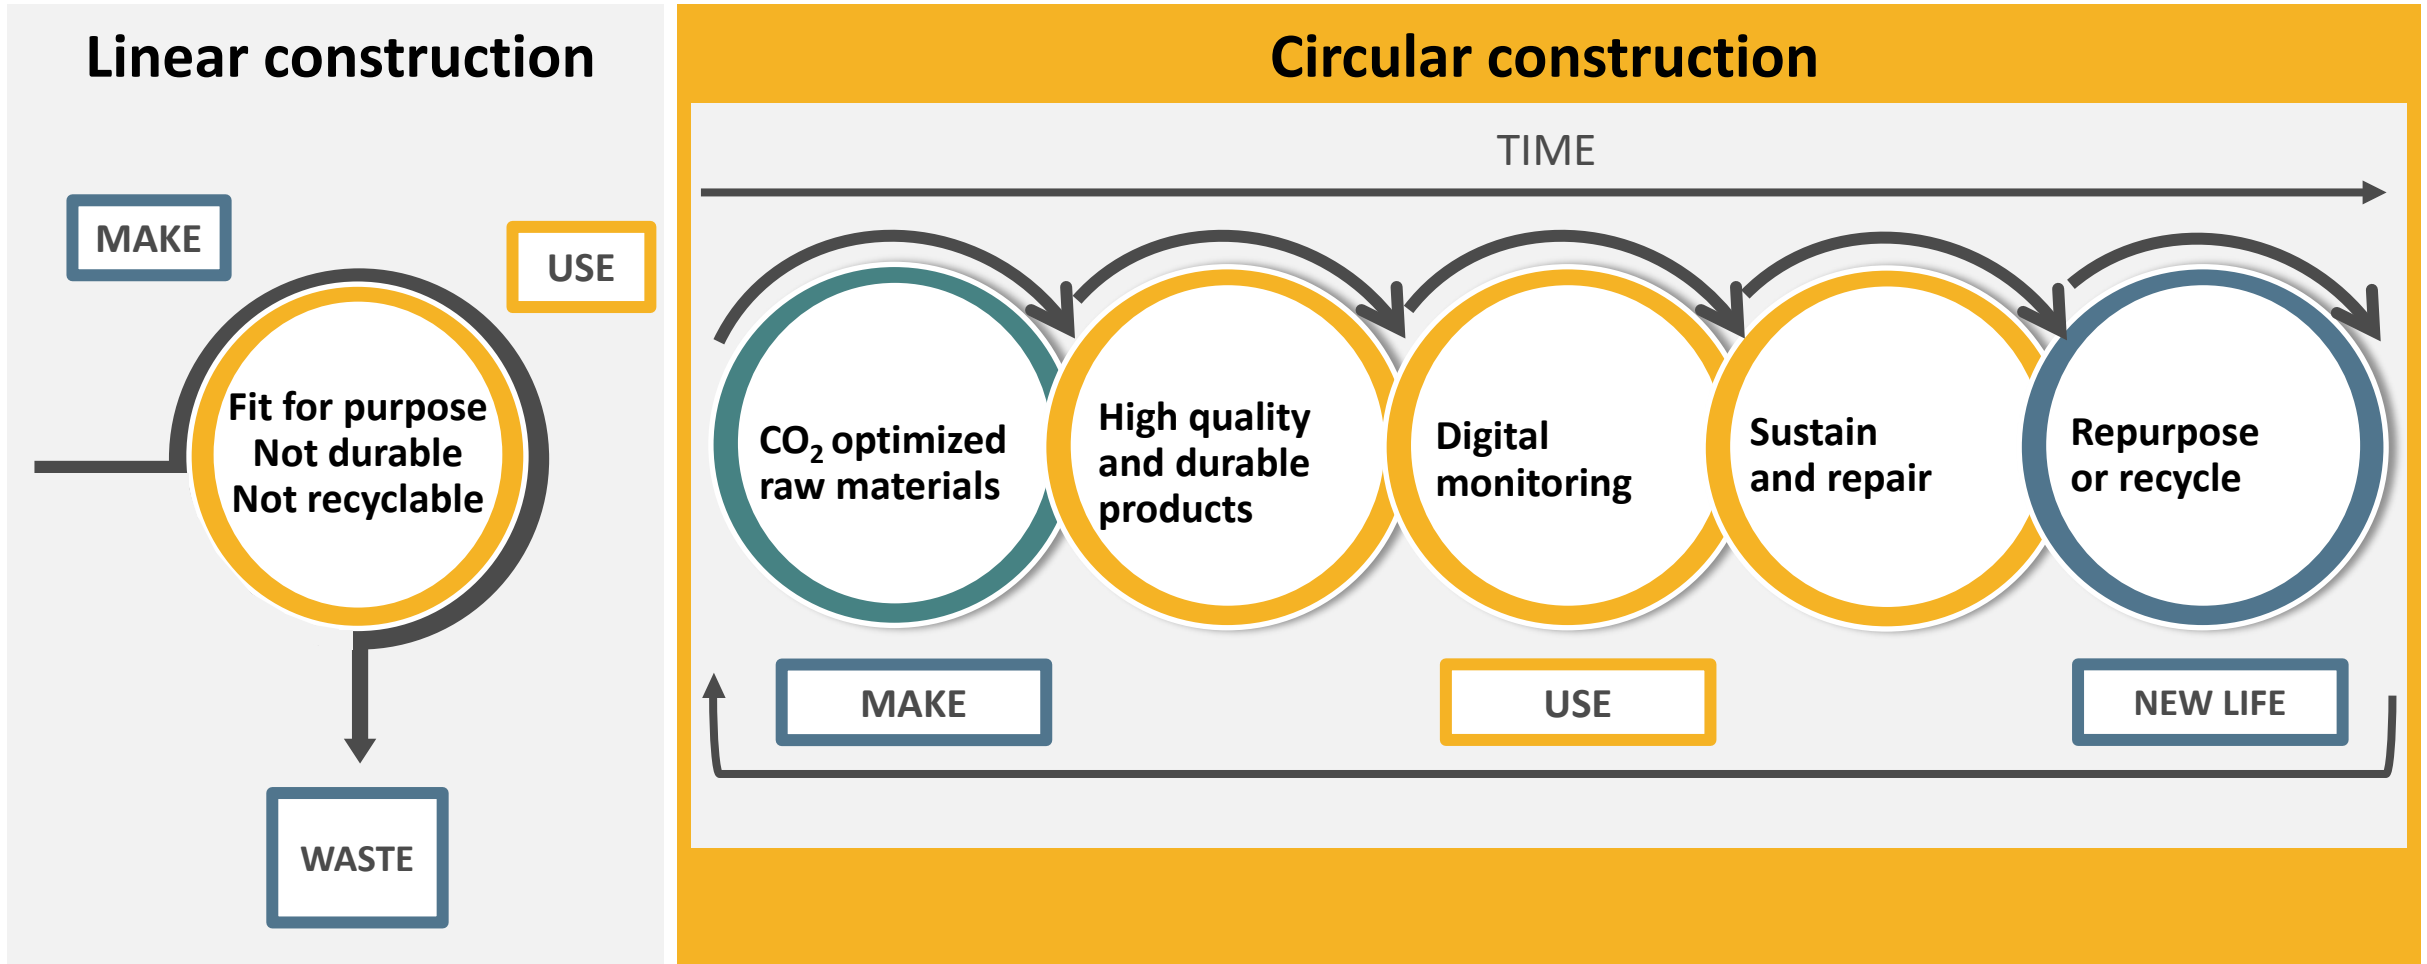 Linear construction
MAKE
USE
Fit for purpose
Not durable
Not recyclable
WASTE
Circular construction
TIME
CO₂ optimized
raw materials
High quality
and durable
products
Digital
monitoring
Sustain
and repair
Repurpose
or recycle
MAKE
USE
NEW LIFE